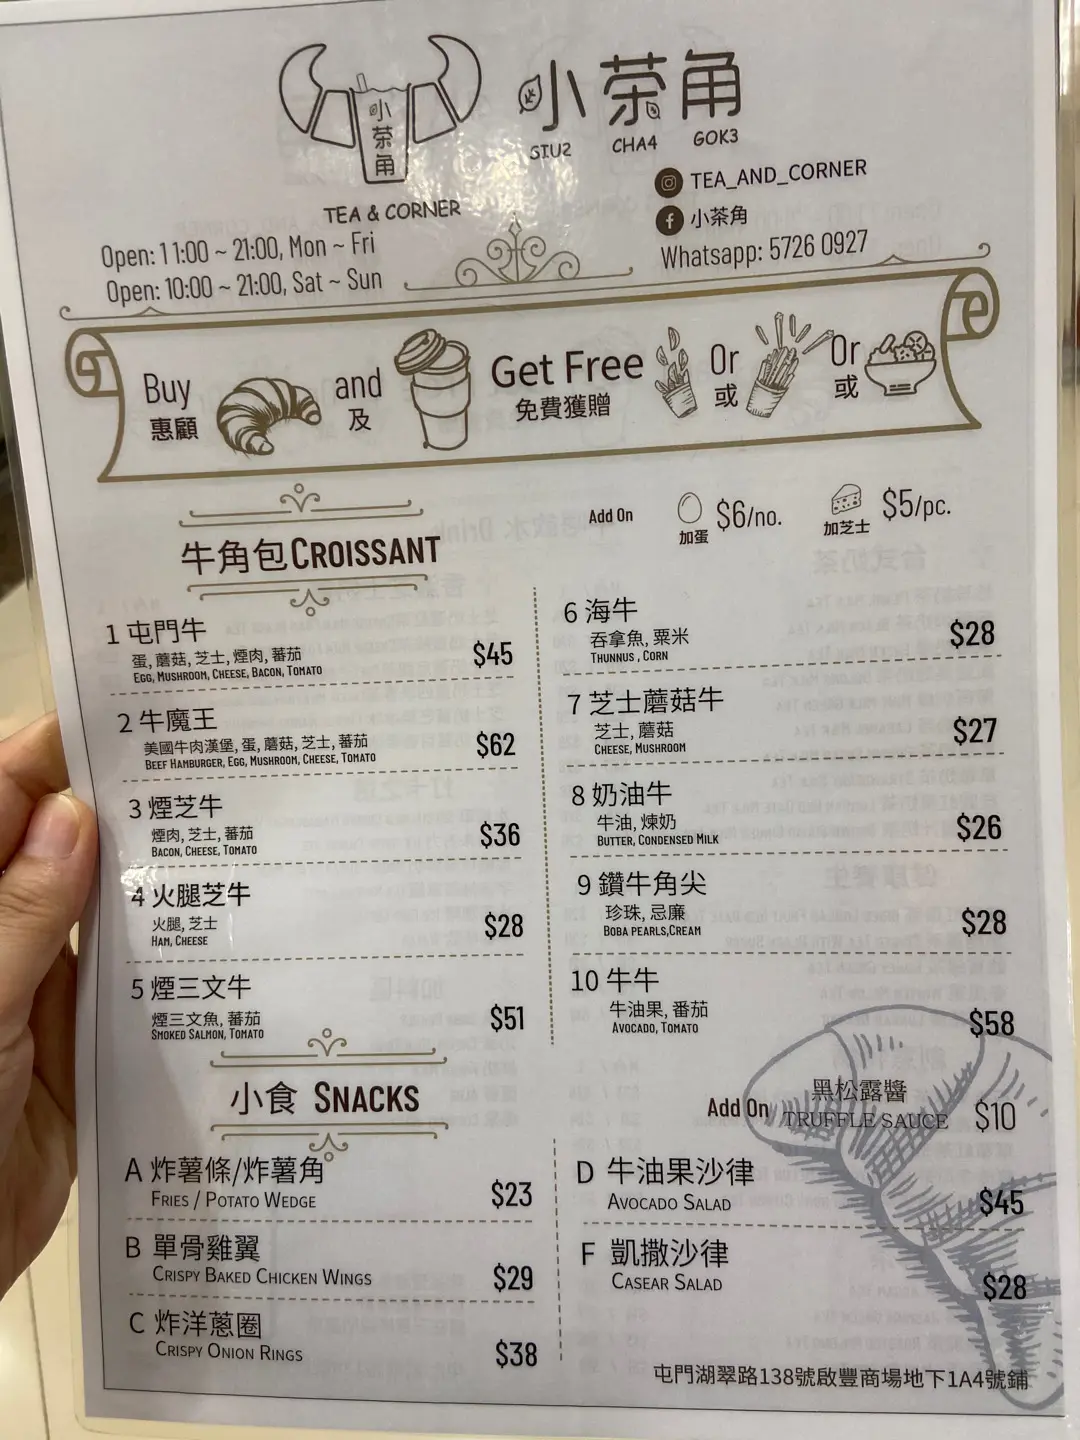 小茶角
小茶角
SIU2 CHA4 GOK3
TEA & CORNER
TEA_AND_CORNER
小茶角
Whatsapp: 5726 0927
Open: 11:00 ~ 21:00, Mon ~ Fri
Open: 10:00 ~ 21:00, Sat ~ Sun
Buy and Get Free Or Or
惠顧 及 免費獲贈 或 或
Add On 加蛋 $6/no. 加芝士 $5/pc.
牛角包CROISSANT
1 屯門牛
蛋, 蘑菇, 芝士, 煙肉, 蕃茄
EGG, MUSHROOM, CHEESE, BACON, TOMATO
$45
2 牛魔王
美國牛肉漢堡, 蛋, 蘑菇, 芝士, 蕃茄
BEEF HAMBURGER, EGG, MUSHROOM, CHEESE, TOMATO
$62
3 煙芝牛
煙肉, 芝士, 蕃茄
BACON, CHEESE, TOMATO
$36
4 火腿芝牛
火腿, 芝士
HAM, CHEESE
$28
5 煙三文牛
煙三文魚, 蕃茄
SMOKED SALMON, TOMATO
$51
6 海牛
吞拿魚, 粟米
THUNNUS , CORN
$28
7 芝士蘑菇牛
芝士, 蘑菇
CHEESE, MUSHROOM
$27
8 奶油牛
牛油, 煉奶
BUTTER, CONDENSED MILK
$26
9 鑽牛角尖
珍珠, 忌廉
BOBA PEARLS,CREAM
$28
10 牛牛
牛油果, 番茄
AVOCADO, TOMATO
$58
小食 SNACKS
Add On 黑松露醬
TRUFFLE SAUCE $10
A 炸薯條/炸薯角
FRIES / POTATO WEDGE
$23
B 單骨雞翼
CRISPY BAKED CHICKEN WINGS
$29
C 炸洋蔥圈
CRISPY ONION RINGS
$38
D 牛油果沙律
AVOCADO SALAD
$45
F 凱撒沙律
CASEAR SALAD
$28
屯門湖翠路138號啟豐商場地下1A4號鋪